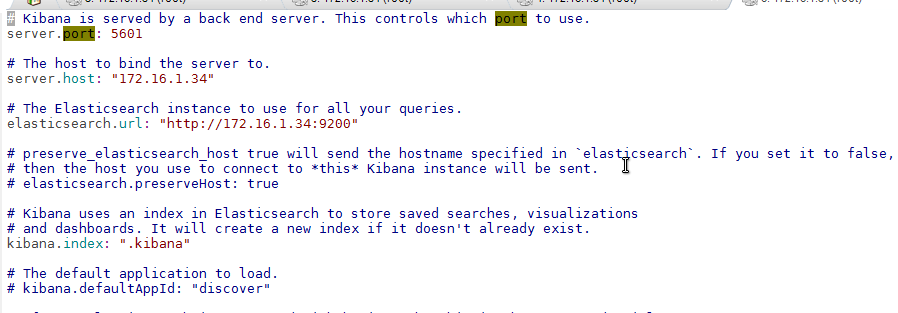 # Kibana is served by a back end server. This controls which port to use.
server.port: 5601
# The host to bind the server to.
server.host: "172.16.1.34"
# The Elasticsearch instance to use for all your queries.
elasticsearch.url: "http://172.16.1.34:9200"
# preserve_elasticsearch_host true will send the hostname specified in `elasticsearch`. If you set it to false,
# then the host you use to connect to *this* Kibana instance will be sent.
# elasticsearch.preserveHost: true
# Kibana uses an index in Elasticsearch to store saved searches, visualizations
# and dashboards. It will create a new index if it doesn't already exist.
kibana.index: ".kibana"
# The default application to load.
# kibana.defaultAppId: "discover"